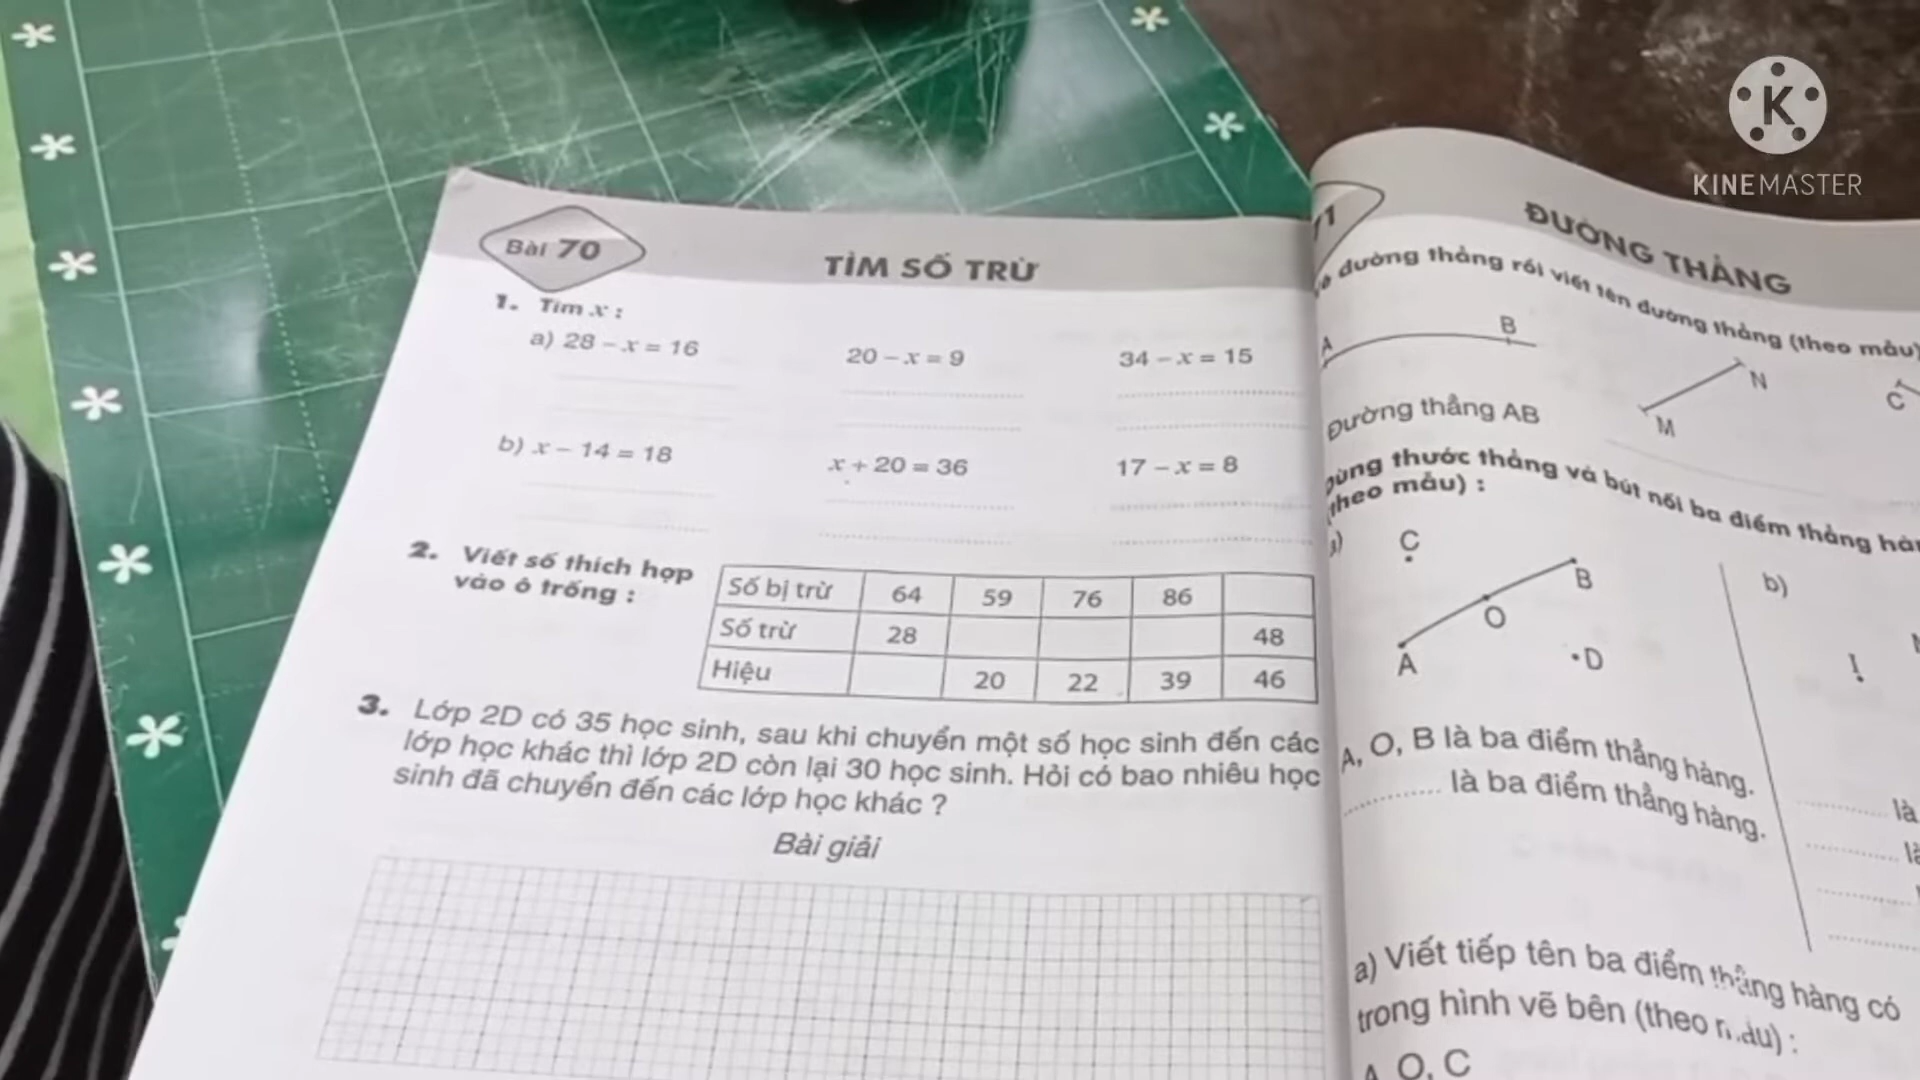 KINEMASTER
Bài 70
TÌM SỐ TRỪ
1. Tìm x :
a) 28 – x = 16
20 – x = 9
34 – x = 15
b) x – 14 = 18
x + 20 = 36
17 – x = 8
2. Viết số thích hợp
vào ô trống :
Số bị trừ 64 59 76 86
Số trừ 28 48
Hiệu 20 22 39 46
3. Lớp 2D có 35 học sinh, sau khi chuyển một số học sinh đến các
lớp học khác thì lớp 2D còn lại 30 học sinh. Hỏi có bao nhiêu học
sinh đã chuyển đến các lớp học khác ?
Bài giải
ĐƯỜNG THẲNG
đường thẳng rồi viết tên đường thẳng (theo mẫu)
A B
M N
C
Đường thẳng AB
thước thẳng và bút nối ba điểm thẳng
(theo mẫu) :
C
A O B
D
b)
A, O, B là ba điểm thẳng hàng.
là ba điểm thẳng hàng.
là
a) Viết tiếp tên ba điểm thẳng hàng có
trong hình vẽ bên (theo
O, C